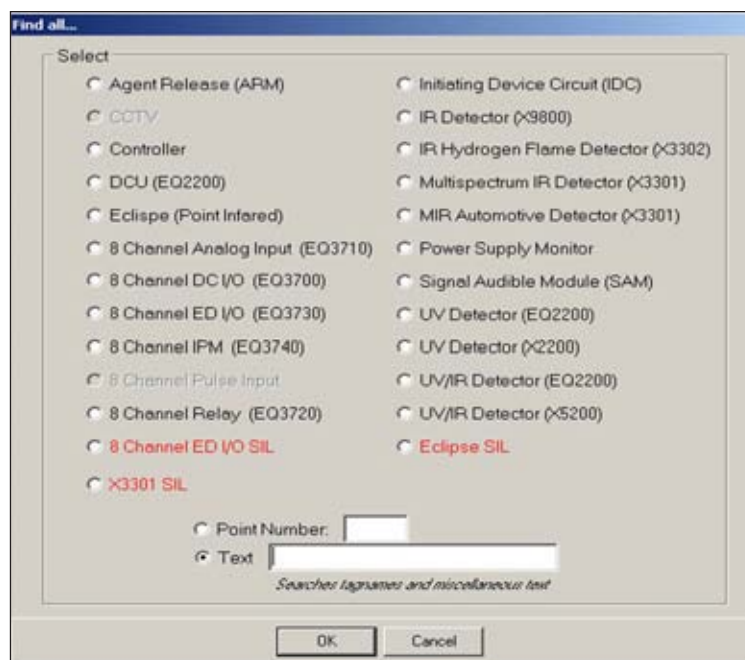 Find all...
Select
Agent Release (ARM)
CCTV
Controller
DCU (EQ2200)
Eclispe (Point Infared)
8 Channel Analog Input (EQ3710)
8 Channel DC I/O (EQ3700)
8 Channel ED I/O (EQ3730)
8 Channel IPM (EQ3740)
8 Channel Pulse Input
8 Channel Relay (EQ3720)
8 Channel ED I/O SIL
X3301 SIL
Initiating Device Circuit (IDC)
IR Detector (X9800)
IR Hydrogen Flame Detector (X3302)
Multispectrum IR Detector (X3301)
MIR Automotive Detector (X3301)
Power Supply Monitor
Signal Audible Module (SAM)
UV Detector (EQ2200)
UV Detector (X2200)
UV/IR Detector (EQ2200)
UV/IR Detector (X5200)
Eclipse SIL
Point Number:
Text
Searches tagnames and miscellaneous text
OK
Cancel